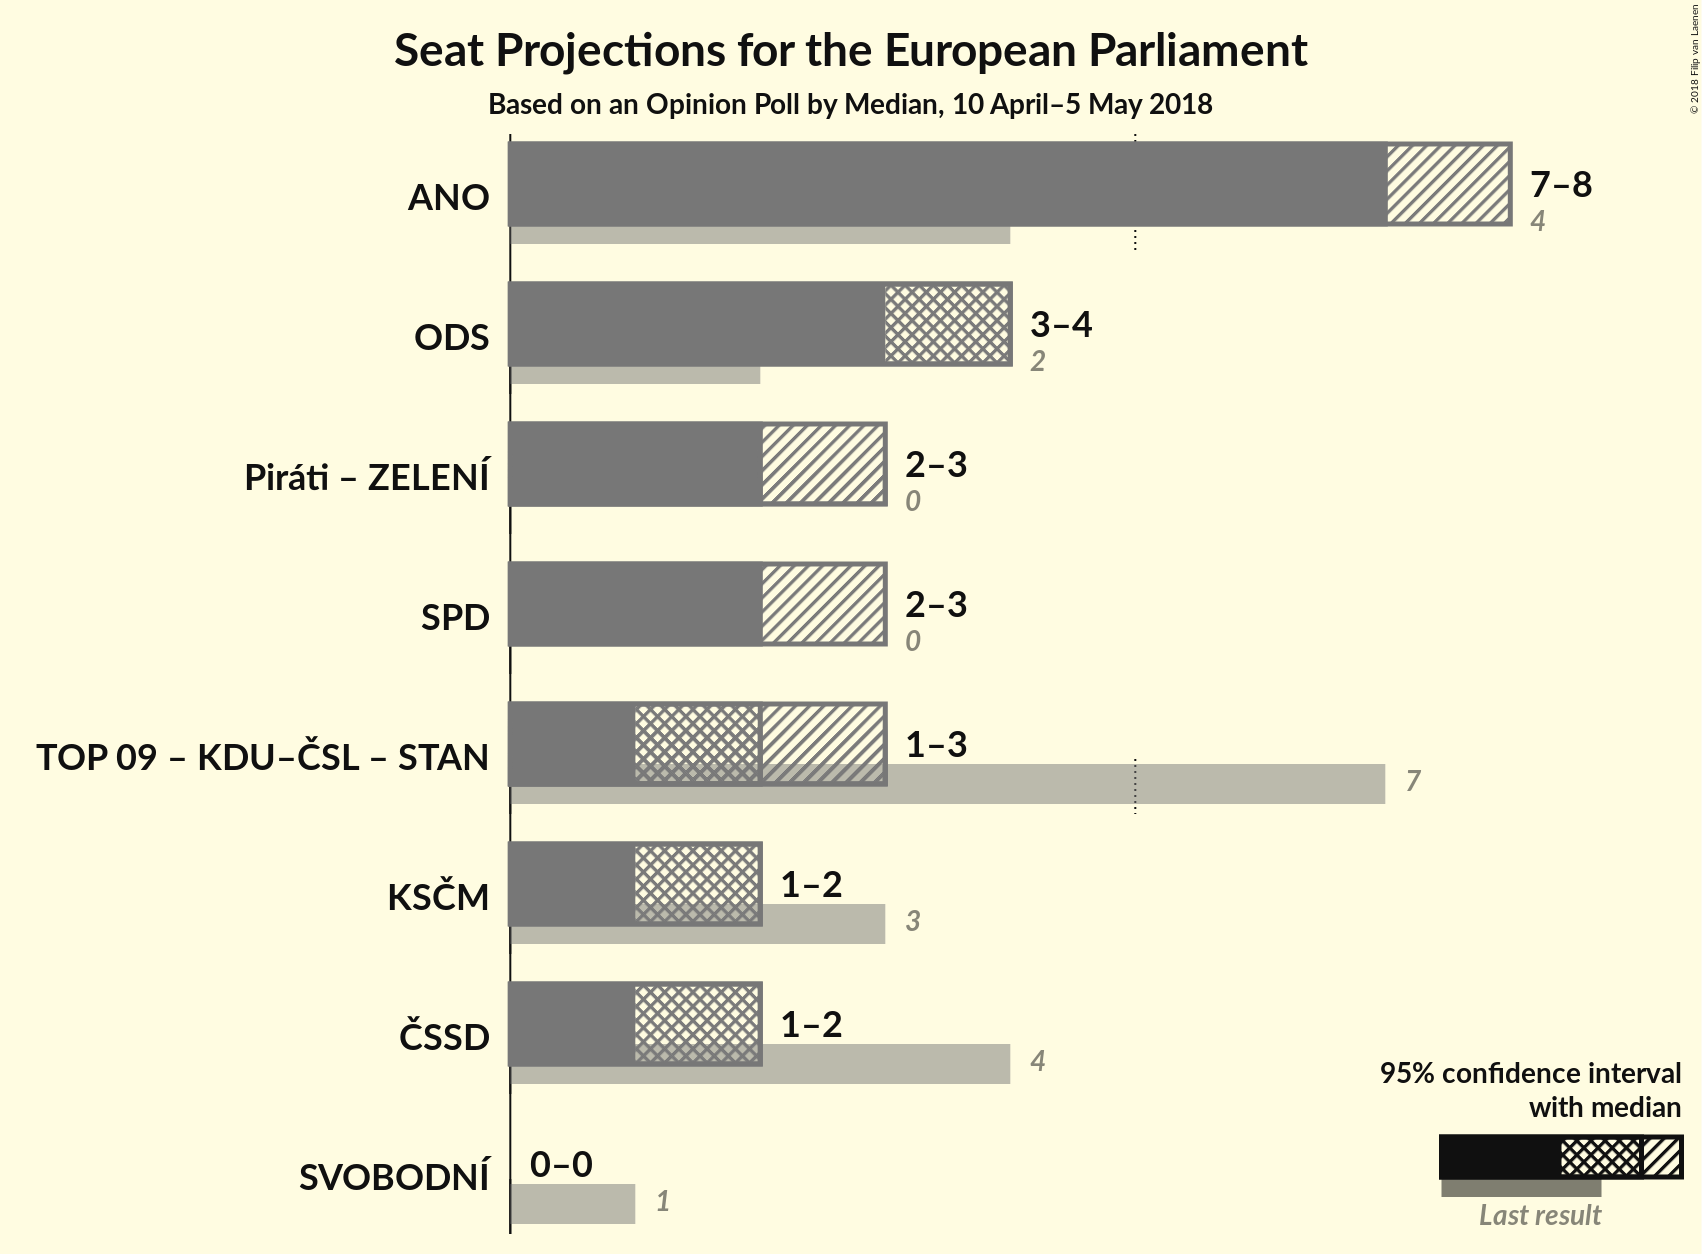 Seat Projections for the European Parliament
Based on an Opinion Poll by Median, 10 April–5 May 2018
© 2018 Filip van Laenen
ANO
7–8
4
ODS
3–4
2
Piráti – ZELENÍ
2–3
0
SPD
2–3
0
TOP 09 – KDU–ČSL – STAN
1–3
7
KSČM
1–2
3
ČSSD
1–2
4
SVOBODNÍ
0–0
1
95% confidence interval
with median
Last result